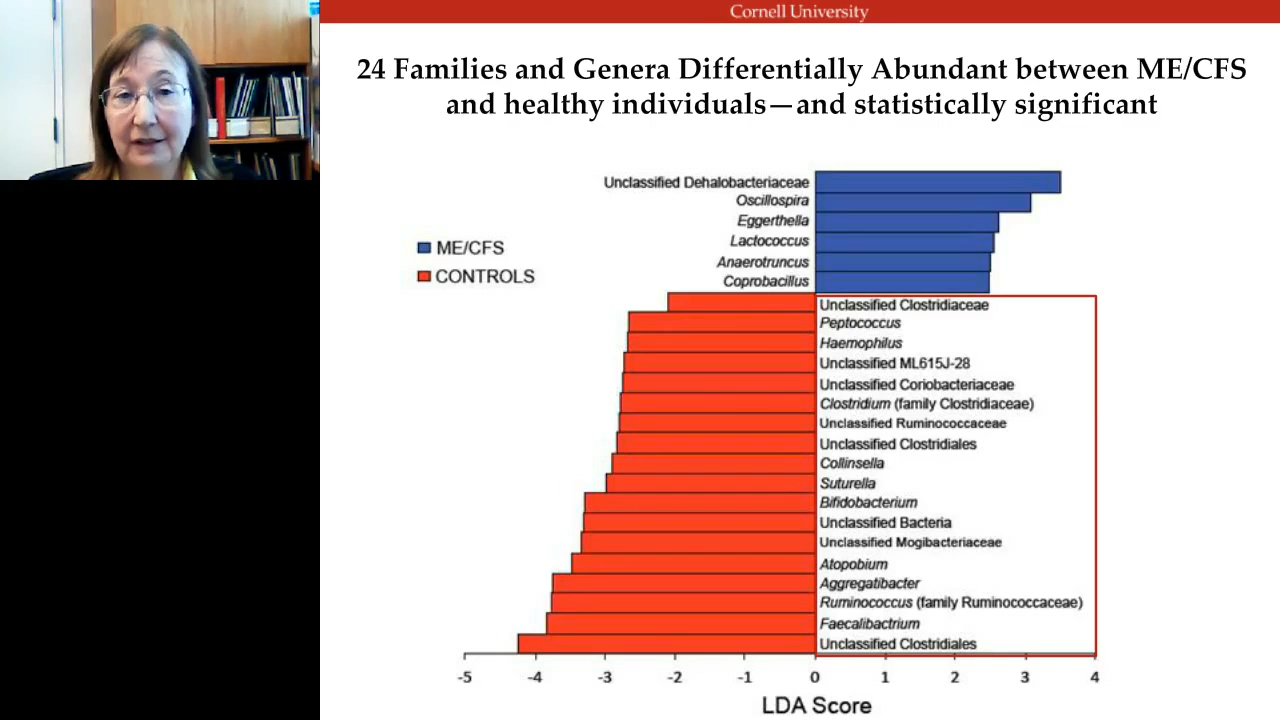 Cornell University
24 Families and Genera Differentially Abundant between ME/CFS
and healthy individuals—and statistically significant
Unclassified Dehalobacteriaceae
Oscillospira
Eggerthella
Lactococcus
Anaerotruncus
Coprobacillus
ME/CFS
CONTROLS
Unclassified Clostridiaceae
Peptococcus
Haemophilus
Unclassified ML615J-28
Unclassified Coriobacteriaceae
Clostridium (family Clostridiaceae)
Unclassified Ruminococcaceae
Unclassified Clostridiales
Collinsella
Suturella
Bifidobacterium
Unclassified Bacteria
Unclassified Mogibacteriaceae
Atopobium
Aggregatibacter
Ruminococcus (family Ruminococcaceae)
Faecalibactrium
Unclassified Clostridiales
-5 -4 -3 -2 -1 0 1 2 3 4
LDA Score